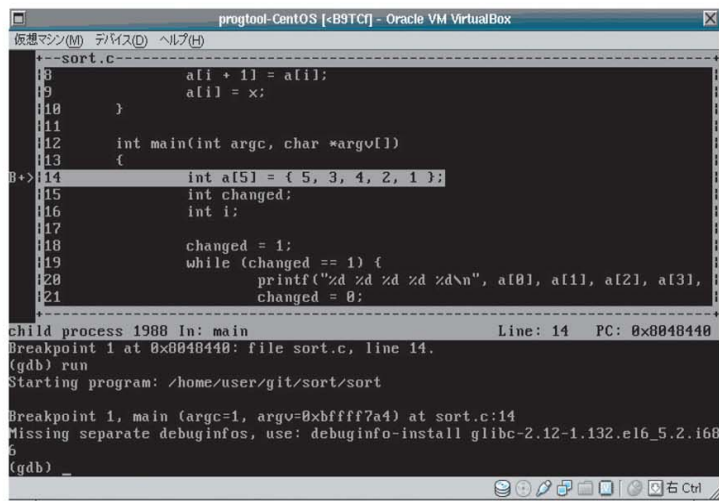 progtool-CentOS [<B9TCf] - Oracle VM VirtualBox
仮想マシン(M) デバイス(D) ヘルプ(H)
+--sort.c--
8 a[i + 1] = a[i];
9 a[i] = x;
10 }
11
12 int main(int argc, char *argv[])
13 {
B+>14 int a[5] = { 5, 3, 4, 2, 1 };
15 int changed;
16 int i;
17
18 changed = 1;
19 while (changed == 1) {
20 printf("%d %d %d %d %d\n", a[0], a[1], a[2], a[3],
21 changed = 0;
child process 1988 In: main Line: 14 PC: 0x8048440
Breakpoint 1 at 0x8048440: file sort.c, line 14.
(gdb) run
Starting program: /home/user/git/sort/sort
Breakpoint 1, main (argc=1, argv=0xbffff7a4) at sort.c:14
Missing separate debuginfos, use: debuginfo-install glibc-2.12-1.132.el6_5.2.i68
6
(gdb) _
右 Ctrl